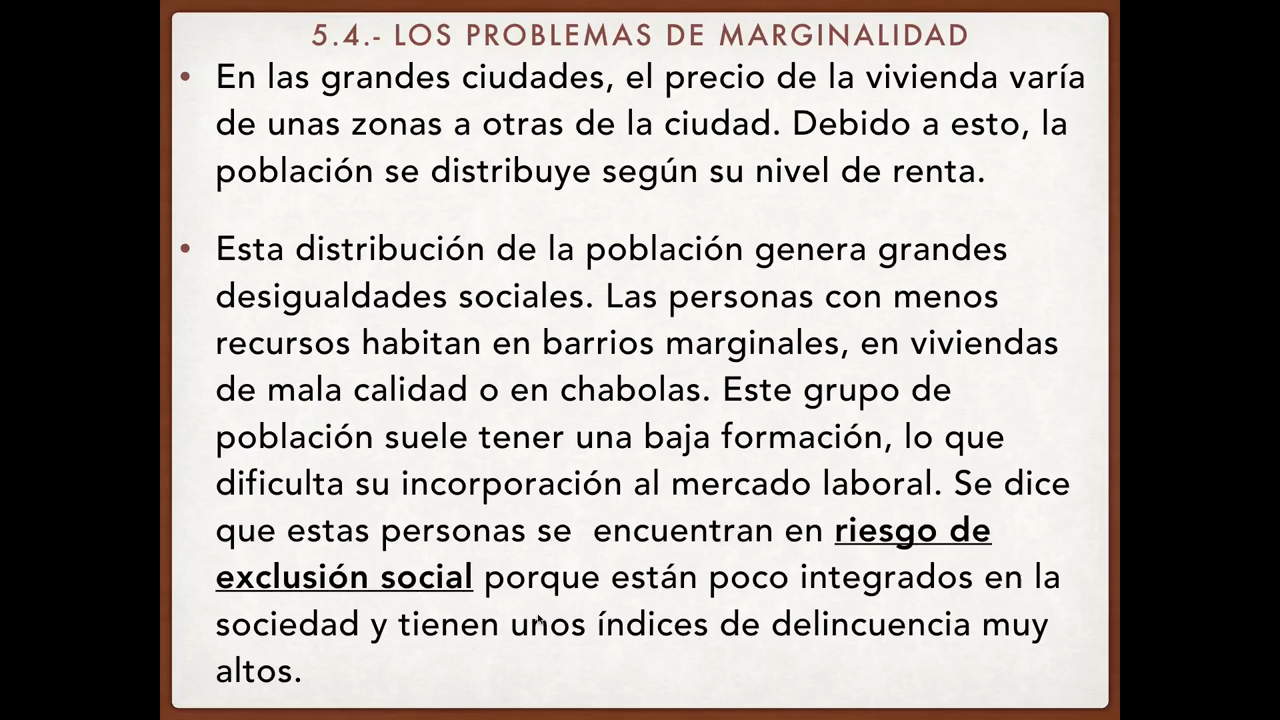 5.4.- LOS PROBLEMAS DE MARGINALIDAD
• En las grandes ciudades, el precio de la vivienda varía
de unas zonas a otras de la ciudad. Debido a esto, la
población se distribuye según su nivel de renta.
• Esta distribución de la población genera grandes
desigualdades sociales. Las personas con menos
recursos habitan en barrios marginales, en viviendas
de mala calidad o en chabolas. Este grupo de
población suele tener una baja formación, lo que
dificulta su incorporación al mercado laboral. Se dice
que estas personas se  encuentran en riesgo de
exclusión social porque están poco integrados en la
sociedad y tienen unos índices de delincuencia muy
altos.